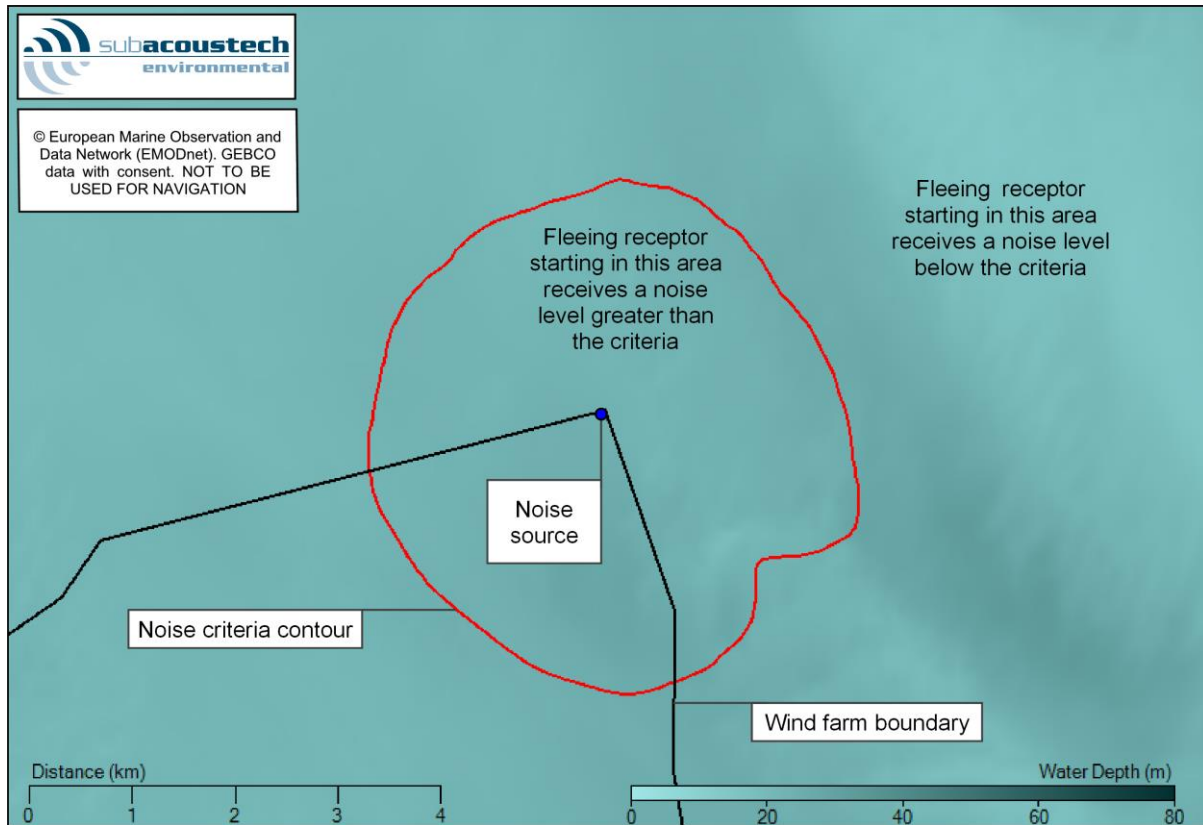 subacoustech
environmental
© European Marine Observation and
Data Network (EMODnet). GEBCO
data with consent. NOT TO BE
USED FOR NAVIGATION
Fleeing receptor
starting in this area
receives a noise level
below the criteria
Fleeing receptor
starting in this area
receives a noise
level greater than
the criteria
Noise
source
Noise criteria contour
Wind farm boundary
Distance (km)
0 1 2 3 4
Water Depth (m)
0 20 40 60 80